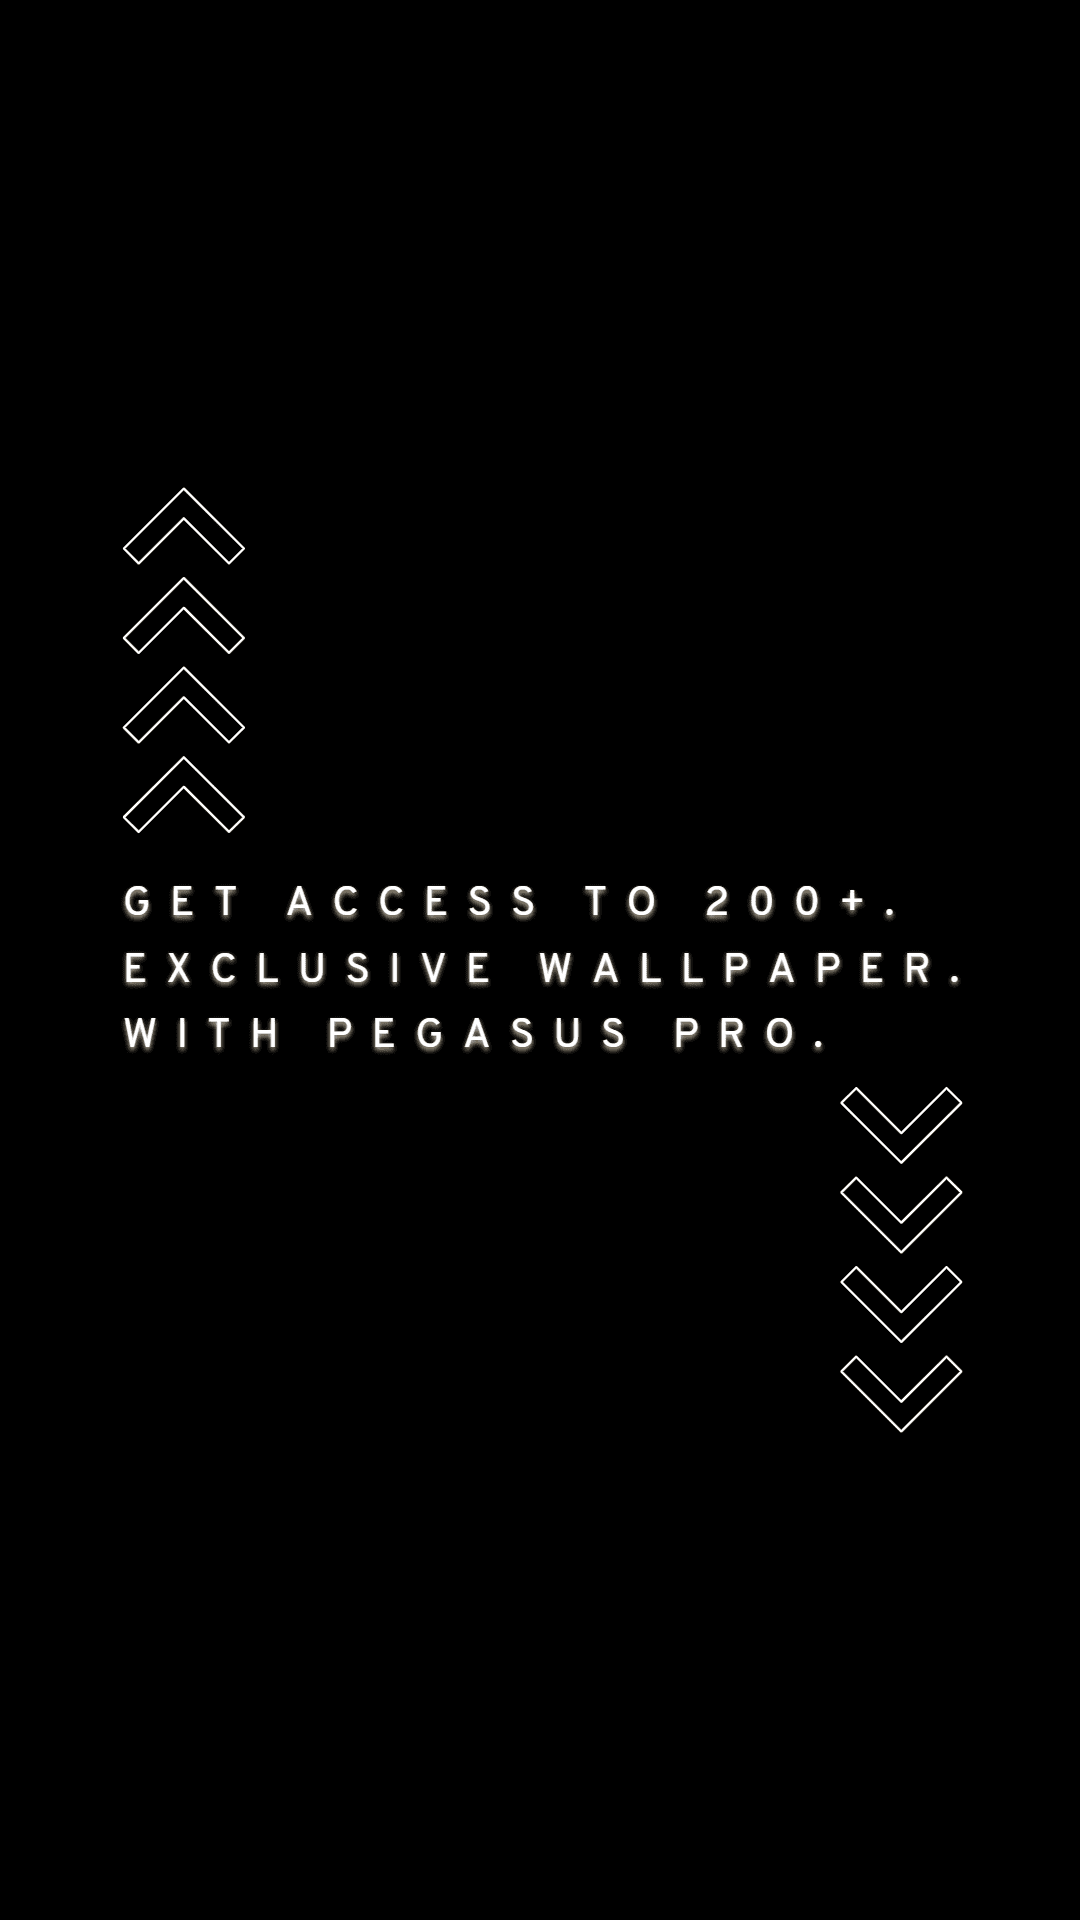 GET ACCESS TO 200+.
EXCLUSIVE WALLPAPER.
WITH PEGASUS PRO.